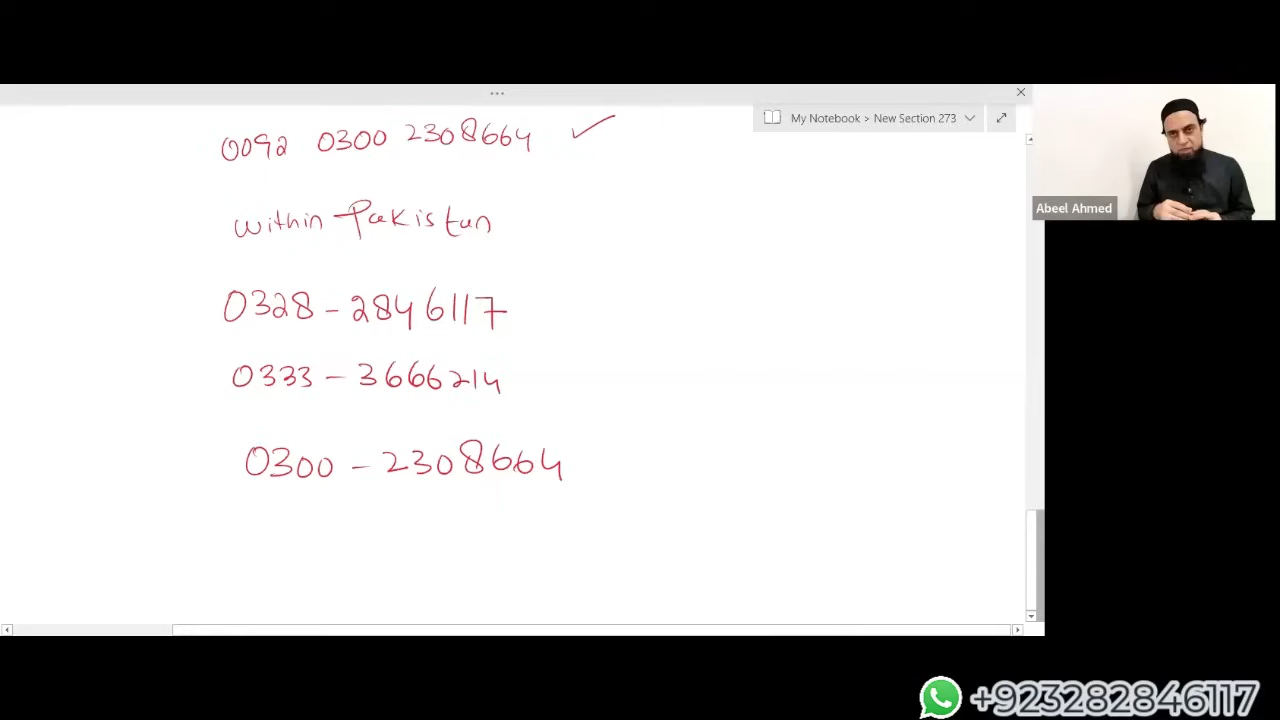 My Notebook > New Section 273
0092 0300 2308664
within Pakistan
0328 - 2846117
0333 - 3666214
0300 - 2308664
Abeel Ahmed
+923282846117